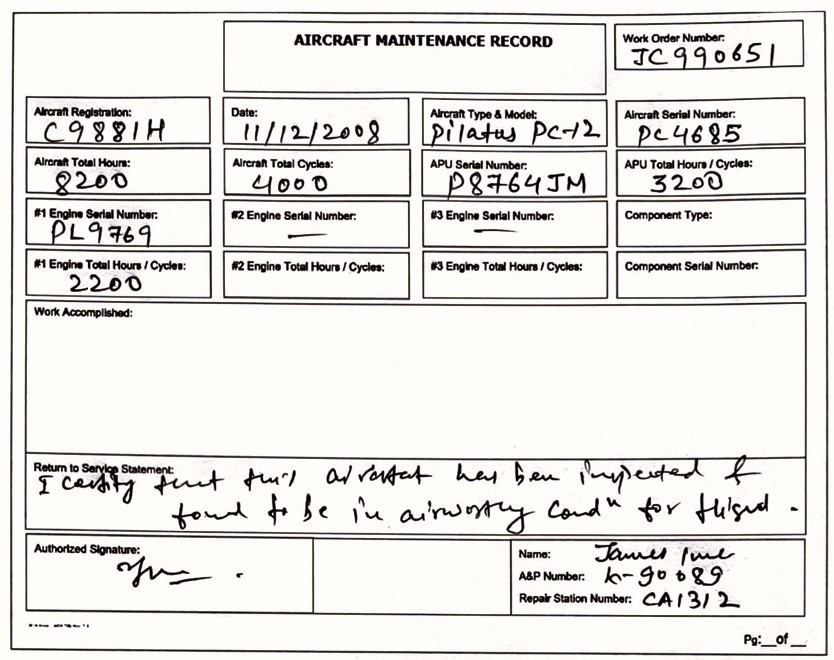 AIRCRAFT MAINTENANCE RECORD
Work Order Number:
JC990651
Aircraft Registration:
C9881H
Date:
11/12/2008
Aircraft Type & Model:
Pilatus PC-12
Aircraft Serial Number:
PC4685
Aircraft Total Hours:
8200
Aircraft Total Cycles:
4000
APU Serial Number:
P8764JM
APU Total Hours / Cycles:
3200
#1 Engine Serial Number:
PL9769
#2 Engine Serial Number:
—
#3 Engine Serial Number:
—
Component Type:
#1 Engine Total Hours / Cycles:
2200
#2 Engine Total Hours / Cycles:
#3 Engine Total Hours / Cycles:
Component Serial Number:
Work Accomplished:
Return to Service Statement:
I certify that this aircraft has been inspected &
found to be in airworthy condn for flight.
Authorized Signature:
Name: James
A&P Number: K-90089
Repair Station Number: CA1312
Pg:__of__